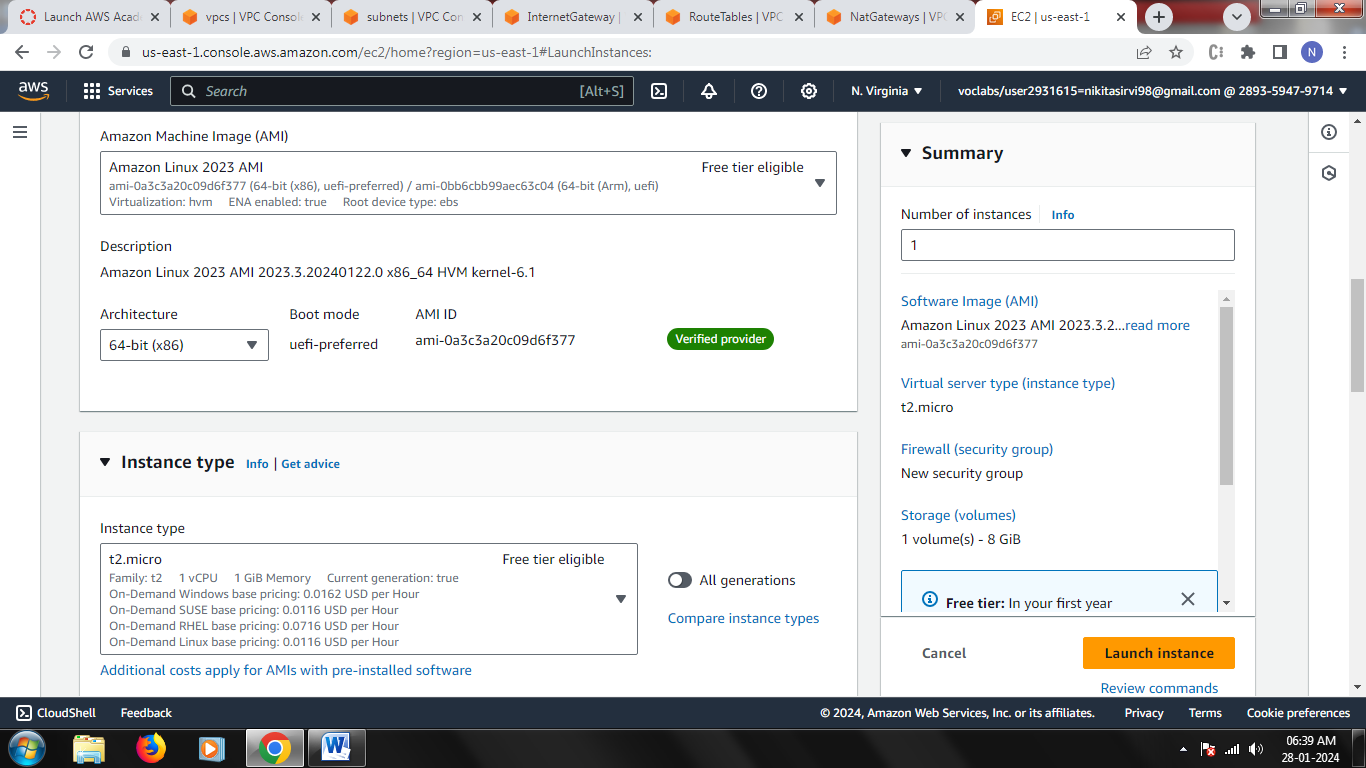 Launch AWS Acade
vpcs | VPC Console
subnets | VPC Con
InternetGateway |
RouteTables | VPC
NatGateways | VPC
EC2 | us-east-1
us-east-1.console.aws.amazon.com/ec2/home?region=us-east-1#LaunchInstances:
N
aws
Services
Search
[Alt+S]
N. Virginia
voclabs/user2931615=nikitasirvi98@gmail.com @ 2893-5947-9714
Amazon Machine Image (AMI)
Amazon Linux 2023 AMI
Free tier eligible
ami-0a3c3a20c09d6f377 (64-bit (x86), uefi-preferred) / ami-0bb6cbb99aec63c04 (64-bit (Arm), uefi)
Virtualization: hvm ENA enabled: true Root device type: ebs
Description
Amazon Linux 2023 AMI 2023.3.20240122.0 x86_64 HVM kernel-6.1
Architecture
Boot mode
AMI ID
64-bit (x86)
uefi-preferred
ami-0a3c3a20c09d6f377
Verified provider
Instance type Info | Get advice
Instance type
t2.micro
Free tier eligible
Family: t2 1 vCPU 1 GiB Memory Current generation: true
On-Demand Windows base pricing: 0.0162 USD per Hour
On-Demand SUSE base pricing: 0.0116 USD per Hour
On-Demand RHEL base pricing: 0.0716 USD per Hour
On-Demand Linux base pricing: 0.0116 USD per Hour
All generations
Compare instance types
Additional costs apply for AMIs with pre-installed software
Summary
Number of instances Info
1
Software Image (AMI)
Amazon Linux 2023 AMI 2023.3.2...read more
ami-0a3c3a20c09d6f377
Virtual server type (instance type)
t2.micro
Firewall (security group)
New security group
Storage (volumes)
1 volume(s) - 8 GiB
Free tier: In your first year
Cancel
Launch instance
Review commands
CloudShell
Feedback
© 2024, Amazon Web Services, Inc. or its affiliates.
Privacy
Terms
Cookie preferences
06:39 AM
28-01-2024